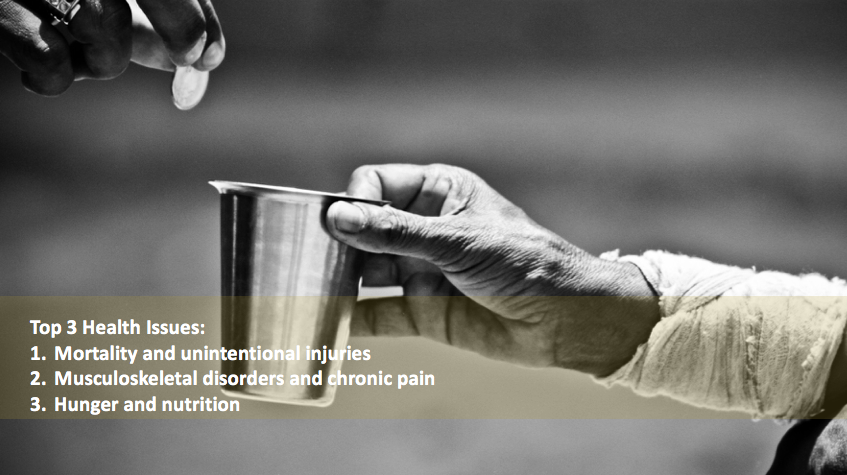 Top 3 Health Issues:
1. Mortality and unintentional injuries
2. Musculoskeletal disorders and chronic pain
3. Hunger and nutrition